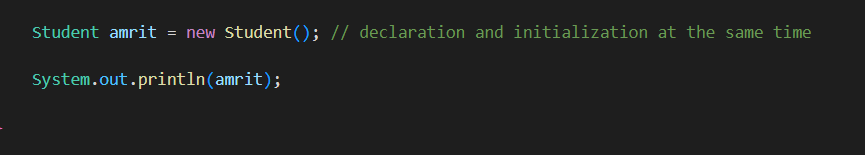 Student amrit = new Student(); // declaration and initialization at the same time
System.out.println(amrit);